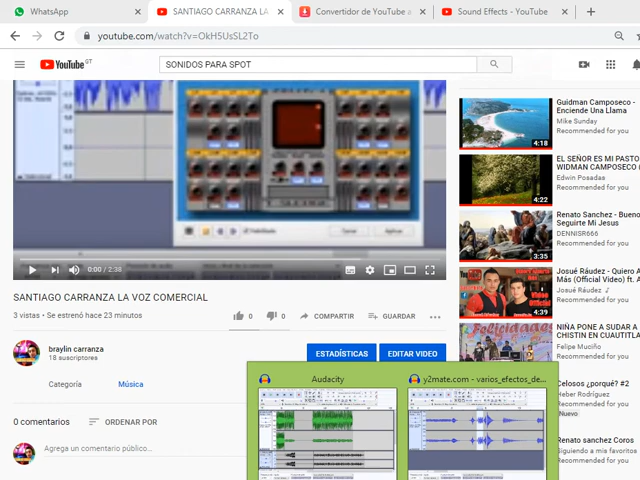 WhatsApp
SANTIAGO CARRANZA LA
Convertidor de YouTube a
Sound Effects - YouTube
youtube.com/watch?v=OkH5UsSL2To
YouTube GT
SONIDOS PARA SPOT
0:00 / 2:38
SANTIAGO CARRANZA LA VOZ COMERCIAL
3 vistas • Se estrenó hace 23 minutos
0
0
COMPARTIR
GUARDAR
braylin carranza
18 suscriptores
ESTADÍSTICAS
EDITAR VIDEO
Categoría
Música
0 comentarios
ORDENAR POR
Agrega un comentario público...
Gudman Camposeco -
Enciende Una Llama
Mike Sunday
Recommended for you
4:18
EL SEÑOR ES MI PASTO
WIDMAN CAMPOSECO (
Edwin Posadas
Recommended for you
4:22
Renato Sanchez - Bueno
Seguirte Mi Jesus
DENNISR666
Recommended for you
3:35
Josué Ráudez - Quiero A
Más (Official Video) ft. A
Josué Ráudez
Recommended for you
4:39
NIÑA PONE A SUDAR A
CHISTIN EN CUAUTITLA
Felipe Muciño
Recommended for you
Celosos ¿porqué? #2
Heber Rodríguez
Recommended for you
Nuevo
Renato sanchez Coros
Siguiendo a mis favoritos
Audacity
y2mate.com - varios_efectos_de...